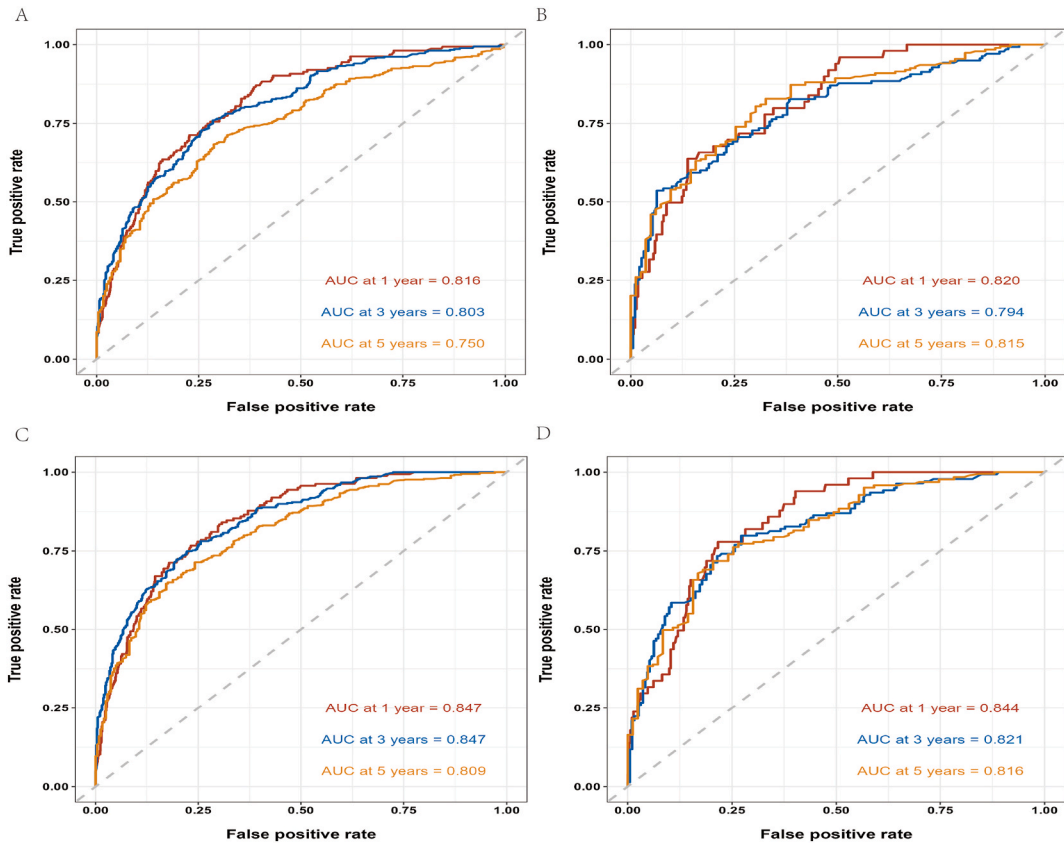 A
True positive rate
1.00
0.75
0.50
0.25
0.00
AUC at 1 year = 0.816
AUC at 3 years = 0.803
AUC at 5 years = 0.750
0.00 0.25 0.50 0.75 1.00
False positive rate
B
True positive rate
1.00
0.75
0.50
0.25
0.00
AUC at 1 year = 0.820
AUC at 3 years = 0.794
AUC at 5 years = 0.815
0.00 0.25 0.50 0.75 1.00
False positive rate
C
True positive rate
1.00
0.75
0.50
0.25
0.00
AUC at 1 year = 0.847
AUC at 3 years = 0.847
AUC at 5 years = 0.809
0.00 0.25 0.50 0.75 1.00
False positive rate
D
True positive rate
1.00
0.75
0.50
0.25
0.00
AUC at 1 year = 0.844
AUC at 3 years = 0.821
AUC at 5 years = 0.816
0.00 0.25 0.50 0.75 1.00
False positive rate